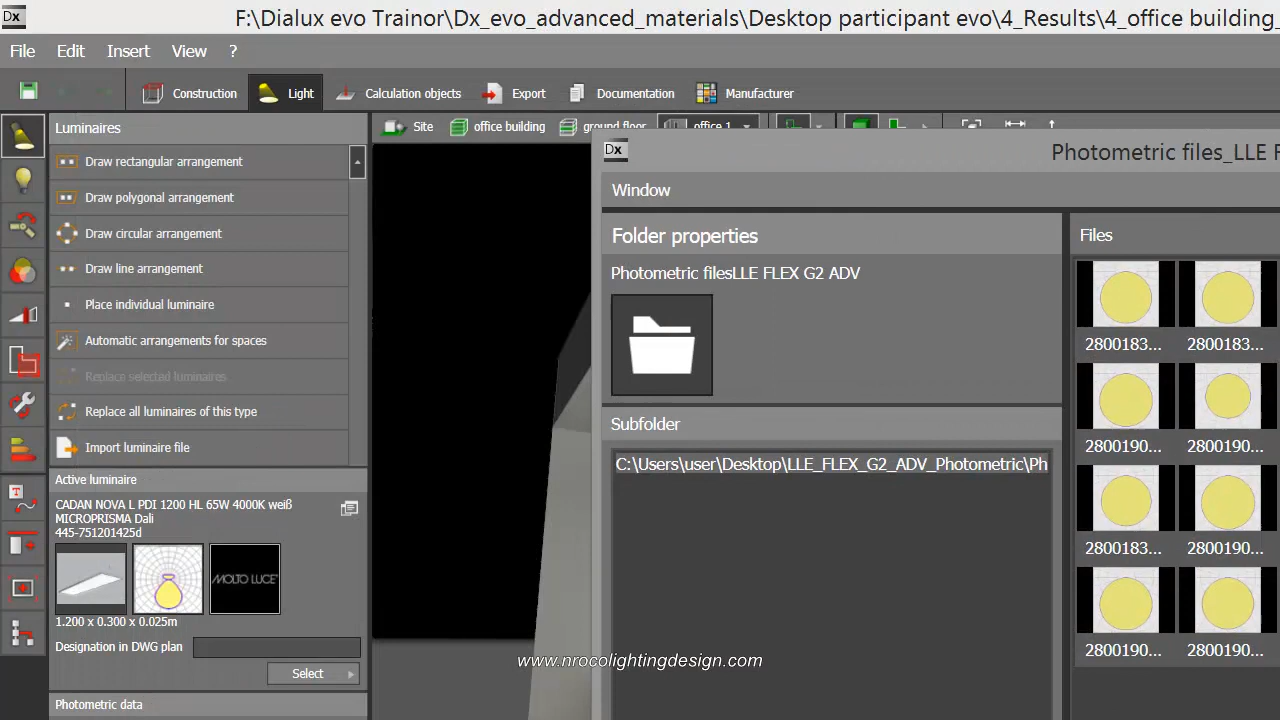 Dx F:\Dialux evo Trainor\Dx_evo_advanced_materials\Desktop participant evo\4_Results\4_office building_
File Edit Insert View ?
Construction Light Calculation objects Export Documentation Manufacturer
Luminaires
Site office building ground floor office 1
Draw rectangular arrangement
Draw polygonal arrangement
Draw circular arrangement
Draw line arrangement
Place individual luminaire
Automatic arrangements for spaces
Replace selected luminaires
Replace all luminaires of this type
Import luminaire file
Active luminaire
CADAN NOVA L PDI 1200 HL 65W 4000K weiß
MICROPRISMA Dali
445-751201425d
MOLTO LUCE
1.200 x 0.300 x 0.025m
Designation in DWG plan
Select
Photometric data
Dx Photometric files_LLE F
Window
Folder properties
Photometric filesLLE FLEX G2 ADV
Subfolder
C:\Users\user\Desktop\LLE_FLEX_G2_ADV_Photometric\Ph
Files
2800183... 2800183...
2800190... 2800190...
2800183... 2800190...
2800190... 2800190...
www.nrocolightingdesign.com